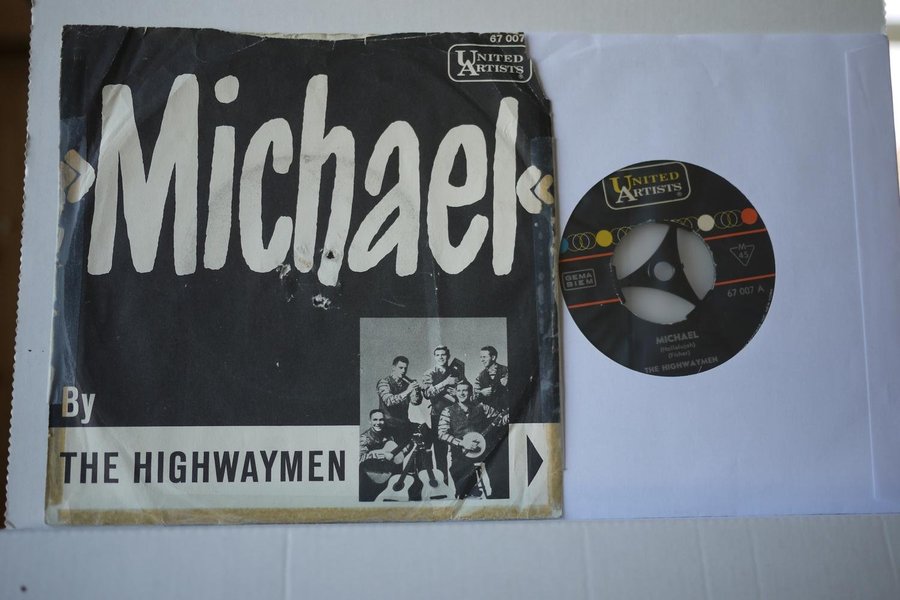 67 007
UNITED
ARTISTS
Michael
By
THE HIGHWAYMEN
UNITED
ARTISTS
M
45
GEMA
BIEM
67 007 A
MICHAEL
(Hallelujah)
(Fisher)
THE HIGHWAYMEN